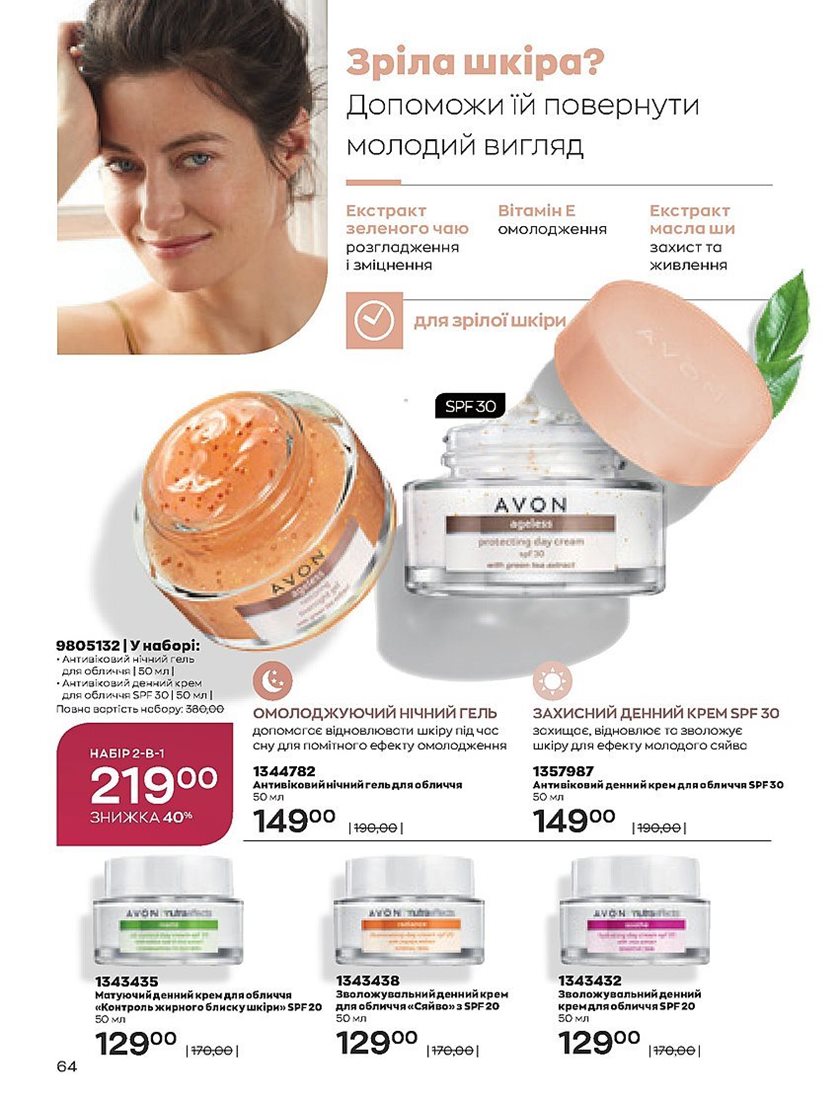 Зріла шкіра?
Допоможи їй повернути
молодий вигляд
Екстракт
зеленого чаю
розгладження
і зміцнення
Вітамін Е
омолодження
Екстракт
масла ши
захист та
живлення
для зрілої шкіри
AVON
SPF 30
AVON
ageless
protecting day cream
spf 30
with green tea extract
AVON
ageless
restoring
overnight gel
with green tea extract
9805132 | У наборі:
• Антивіковий нічний гель
для обличчя | 50 мл |
• Антивіковий денний крем
для обличчя SPF 30 | 50 мл |
Повна вартість набору: 380,00
НАБІР 2-В-1
21900
ЗНИЖКА 40%
ОМОЛОДЖУЮЧИЙ НІЧНИЙ ГЕЛЬ
допомагає відновлювати шкіру під час
сну для помітного ефекту омолодження
1344782
Антивіковий нічний гель для обличчя
50 мл
14900 | 190,00 |
ЗАХИСНИЙ ДЕННИЙ КРЕМ SPF 30
захищає, відновлює та зволожує
шкіру для ефекту молодого сяйва
1357987
Антивіковий денний крем для обличчя SPF 30
50 мл
14900 | 190,00 |
AVON nutraeffects
1343435
Матуючий денний крем для обличчя
«Контроль жирного блиску шкіри» SPF 20
50 мл
12900 | 170,00 |
AVON nutraeffects
radiance
1343438
Зволожувальний денний крем
для обличчя «Сяйво» з SPF 20
50 мл
12900 | 170,00 |
AVON nutraeffects
1343432
Зволожувальний денний
крем для обличчя SPF 20
50 мл
12900 | 170,00 |
64